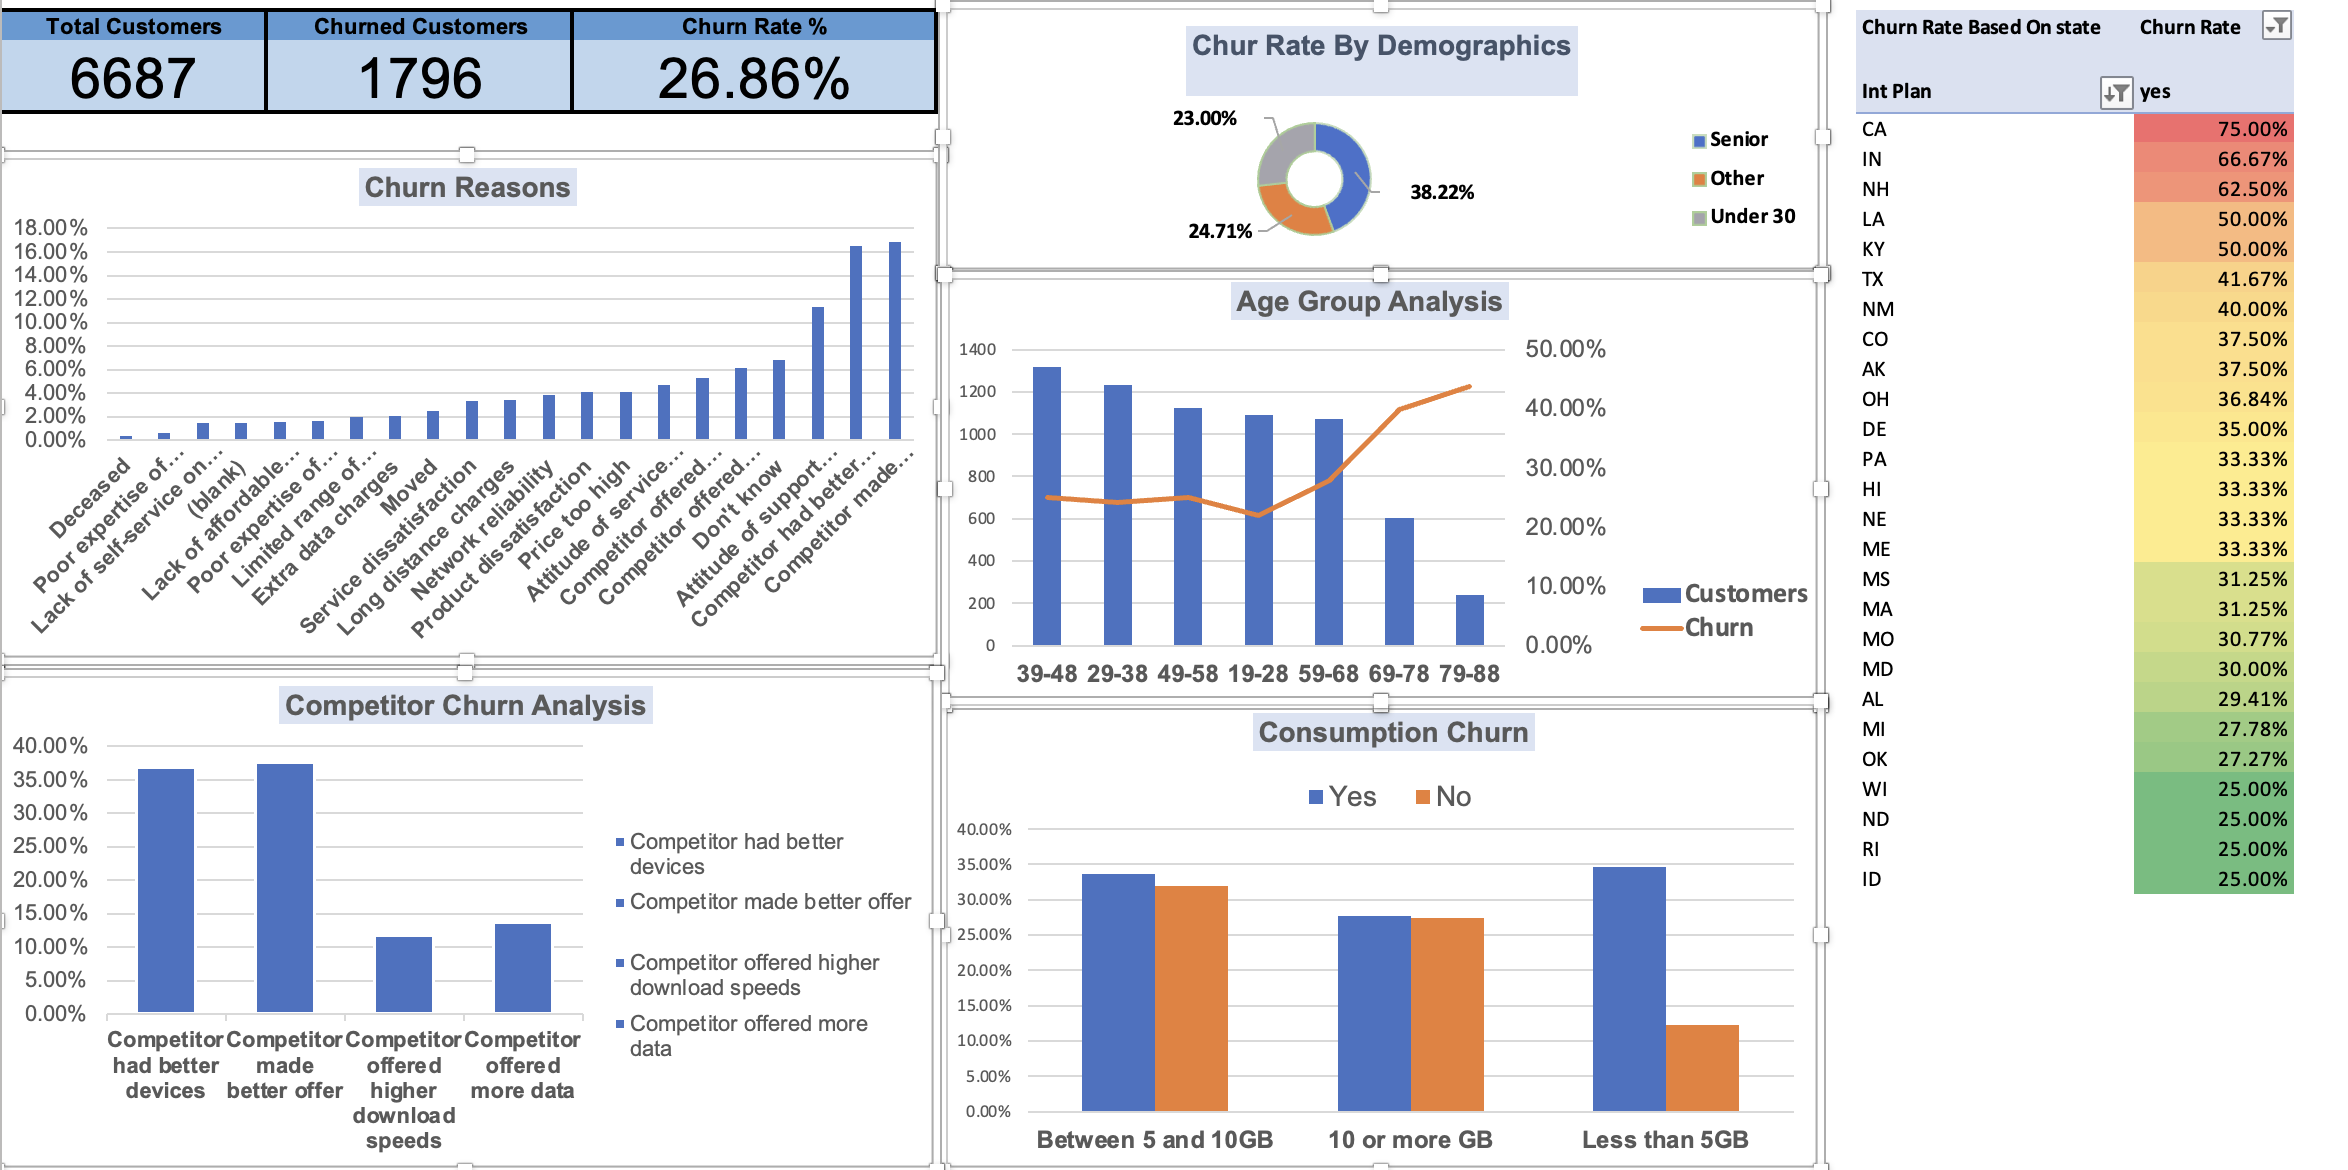 Total Customers
Churned Customers
Churn Rate %
6687
1796
26.86%
Churn Reasons
18.00%
16.00%
14.00%
12.00%
10.00%
8.00%
6.00%
4.00%
2.00%
0.00%
Deceased
Poor expertise of...
Lack of self-service on...
(blank)
Lack of affordable...
Poor expertise of...
Limited range of...
Extra data charges
Moved
Service dissatisfaction
Long distance charges
Network reliability
Product dissatisfaction
Price too high
Attitude of service...
Competitor offered...
Competitor offered...
Don't know
Attitude of support...
Competitor had better...
Competitor made...
Competitor Churn Analysis
40.00%
35.00%
30.00%
25.00%
20.00%
15.00%
10.00%
5.00%
0.00%
Competitor
had better
devices
Competitor
made
better offer
Competitor
offered
higher
download
speeds
Competitor
offered
more data
Competitor had better
devices
Competitor made better offer
Competitor offered higher
download speeds
Competitor offered more
data
Chur Rate By Demographics
23.00%
38.22%
24.71%
Senior
Other
Under 30
Age Group Analysis
1400
1200
1000
800
600
400
200
0
50.00%
40.00%
30.00%
20.00%
10.00%
0.00%
39-48
29-38
49-58
19-28
59-68
69-78
79-88
Customers
Churn
Consumption Churn
Yes
No
40.00%
35.00%
30.00%
25.00%
20.00%
15.00%
10.00%
5.00%
0.00%
Between 5 and 10GB
10 or more GB
Less than 5GB
Churn Rate Based On state Churn Rate
Int Plan yes
CA 75.00%
IN 66.67%
NH 62.50%
LA 50.00%
KY 50.00%
TX 41.67%
NM 40.00%
CO 37.50%
AK 37.50%
OH 36.84%
DE 35.00%
PA 33.33%
HI 33.33%
NE 33.33%
ME 33.33%
MS 31.25%
MA 31.25%
MO 30.77%
MD 30.00%
AL 29.41%
MI 27.78%
OK 27.27%
WI 25.00%
ND 25.00%
RI 25.00%
ID 25.00%